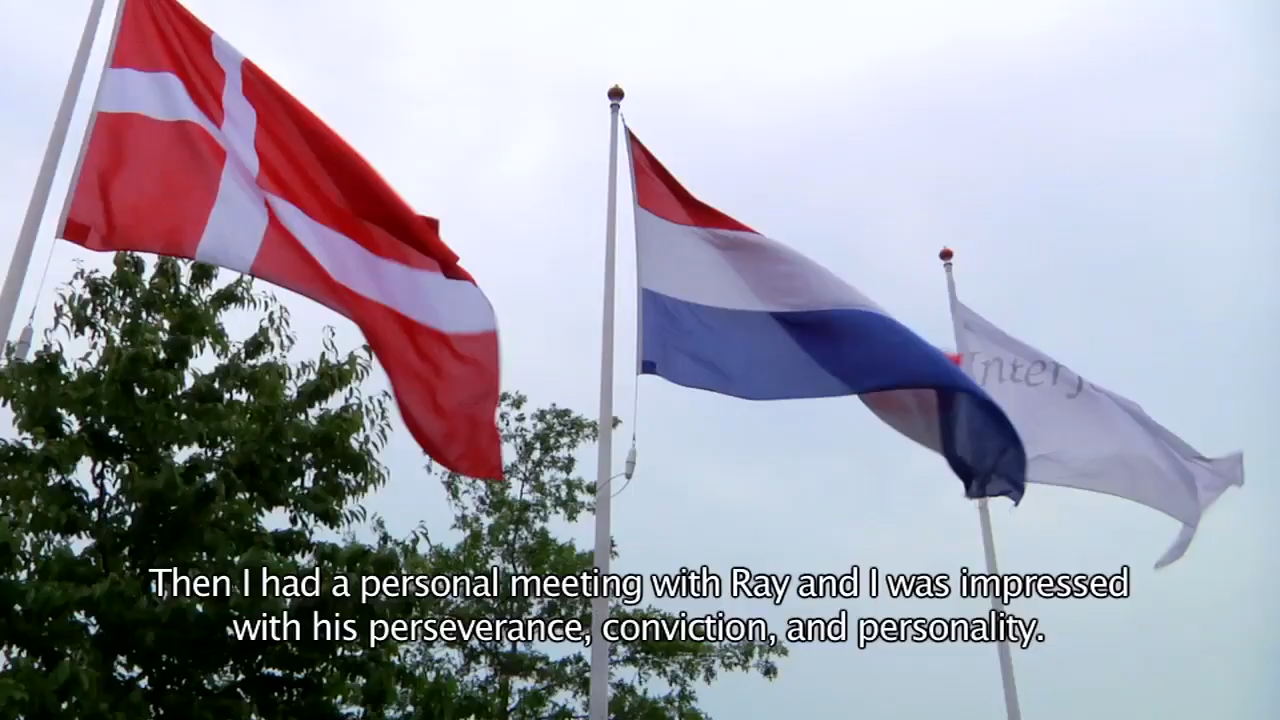 Then I had a personal meeting with Ray and I was impressed
with his perseverance, conviction, and personality.